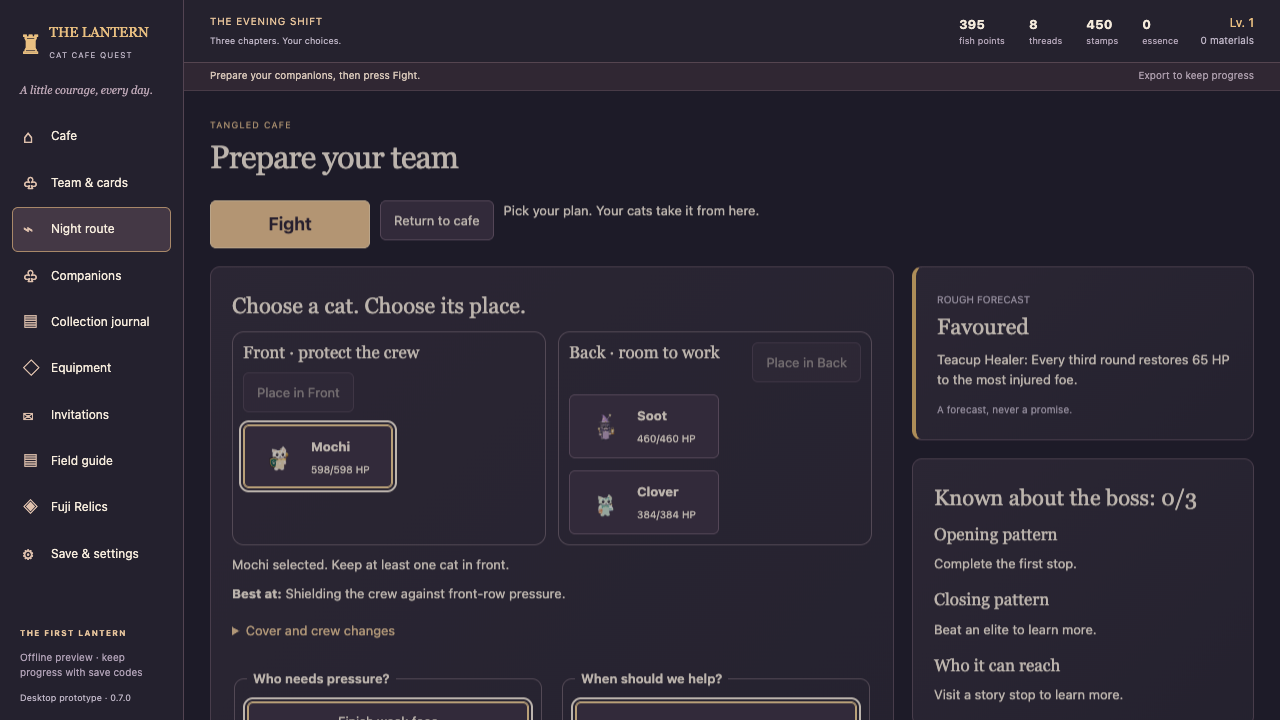 THE LANTERN
CAT CAFE QUEST
A little courage, every day.
Cafe
Team & cards
Night route
Companions
Collection journal
Equipment
Invitations
Field guide
Fuji Relics
Save & settings
THE FIRST LANTERN
Offline preview · keep
progress with save codes
Desktop prototype · 0.7.0
THE EVENING SHIFT
Three chapters. Your choices.
395
fish points
8
threads
450
stamps
0
essence
Lv. 1
0 materials
Prepare your companions, then press Fight.
Export to keep progress
TANGLED CAFE
Prepare your team
Fight
Return to cafe
Pick your plan. Your cats take it from here.
Choose a cat. Choose its place.
Front · protect the crew
Place in Front
Mochi
598/598 HP
Back · room to work
Place in Back
Soot
460/460 HP
Clover
384/384 HP
Mochi selected. Keep at least one cat in front.
Best at: Shielding the crew against front-row pressure.
Cover and crew changes
Who needs pressure?
When should we help?
ROUGH FORECAST
Favoured
Teacup Healer: Every third round restores 65 HP
to the most injured foe.
A forecast, never a promise.
Known about the boss: 0/3
Opening pattern
Complete the first stop.
Closing pattern
Beat an elite to learn more.
Who it can reach
Visit a story stop to learn more.